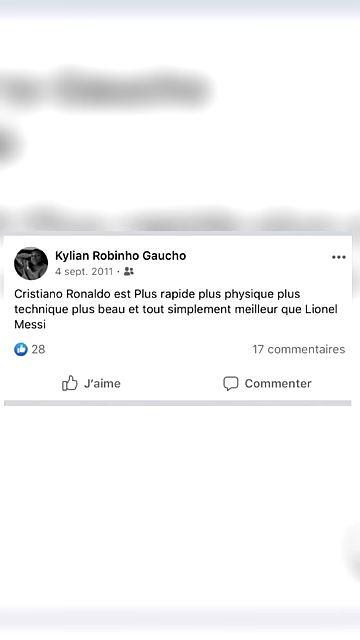 Gaucho
Kylian Robinho Gaucho
4 sept. 2011 ·
Cristiano Ronaldo est Plus rapide plus physique plus
technique plus beau et tout simplement meilleur que Lionel
Messi
28
17 commentaires
J'aime
Commenter